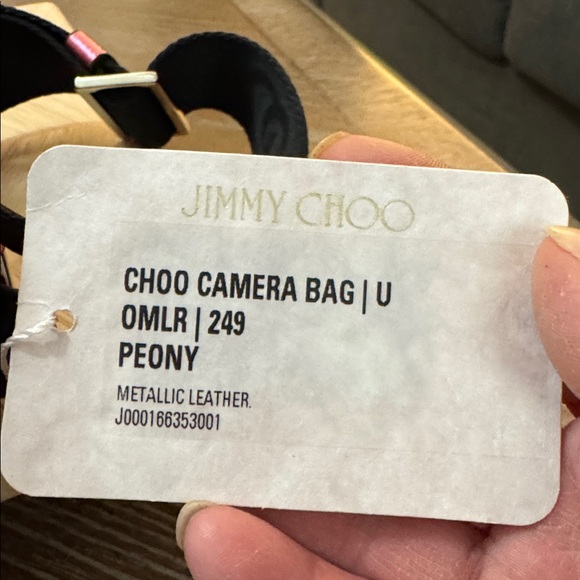 JIMMY CHOO
CHOO CAMERA BAG | U
OMLR | 249
PEONY
METALLIC LEATHER.
J000166353001